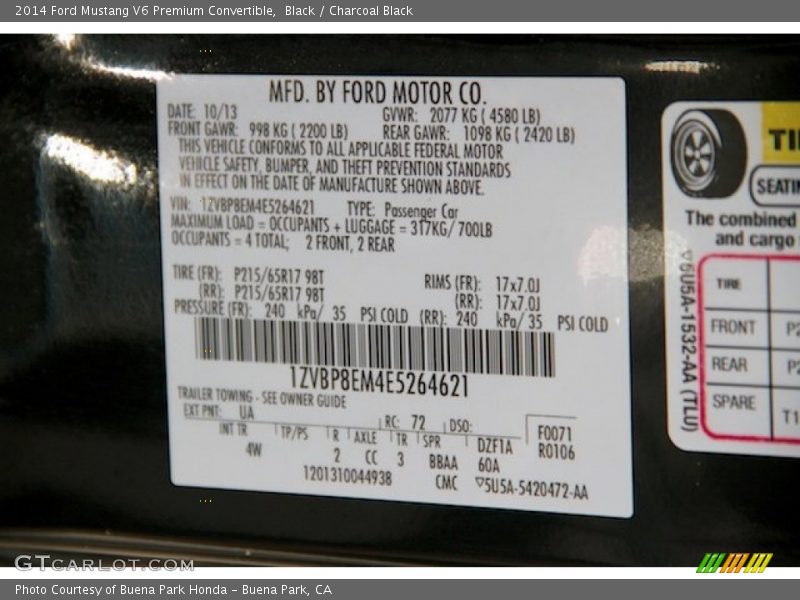 2014 Ford Mustang V6 Premium Convertible, Black / Charcoal Black
MFD. BY FORD MOTOR CO.
DATE: 10/13 GVWR: 2077 KG ( 4580 LB)
FRONT GAWR: 998 KG ( 2200 LB) REAR GAWR: 1098 KG ( 2420 LB)
THIS VEHICLE CONFORMS TO ALL APPLICABLE FEDERAL MOTOR
VEHICLE SAFETY, BUMPER, AND THEFT PREVENTION STANDARDS
IN EFFECT ON THE DATE OF MANUFACTURE SHOWN ABOVE.
VIN: 1ZVBP8EM4E5264621 TYPE: Passenger Car
MAXIMUM LOAD = OCCUPANTS + LUGGAGE = 317KG/ 700LB
OCCUPANTS = 4 TOTAL; 2 FRONT, 2 REAR
TIRE (FR): P215/65R17 98T RIMS (FR): 17x7.0J
(RR): P215/65R17 98T (RR): 17x7.0J
PRESSURE (FR): 240 kPa/ 35 PSI COLD (RR): 240 kPa/ 35 PSI COLD
1ZVBP8EM4E5264621
TRAILER TOWING - SEE OWNER GUIDE
EXT PNT: UA RC: 72 DSO:
INT TR TP/PS R AXLE TR SPR DZF1A F0071
4W 2 CC 3 BBAA 60A R0106
1201310044938 CMC ▽5U5A-5420472-AA
TI
SEATIN
The combined
and cargo
▽5U5A-1532-AA (TLU)
TIRE
FRONT P2
REAR P2
SPARE T1
GTCARLOT.COM
Photo Courtesy of Buena Park Honda - Buena Park, CA